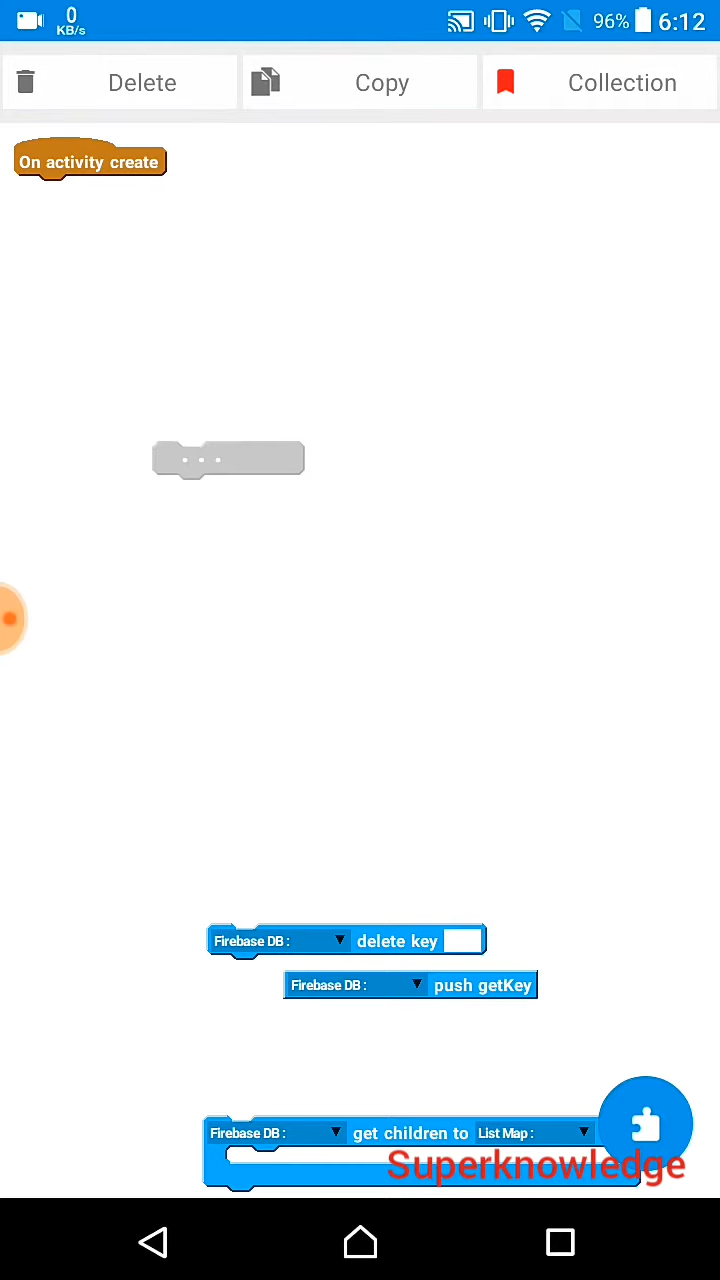 0
KB/s
96% 6:12
Delete
Copy
Collection
On activity create
Firebase DB : delete key
Firebase DB : push getKey
Firebase DB : get children to List Map :
Superknowledge